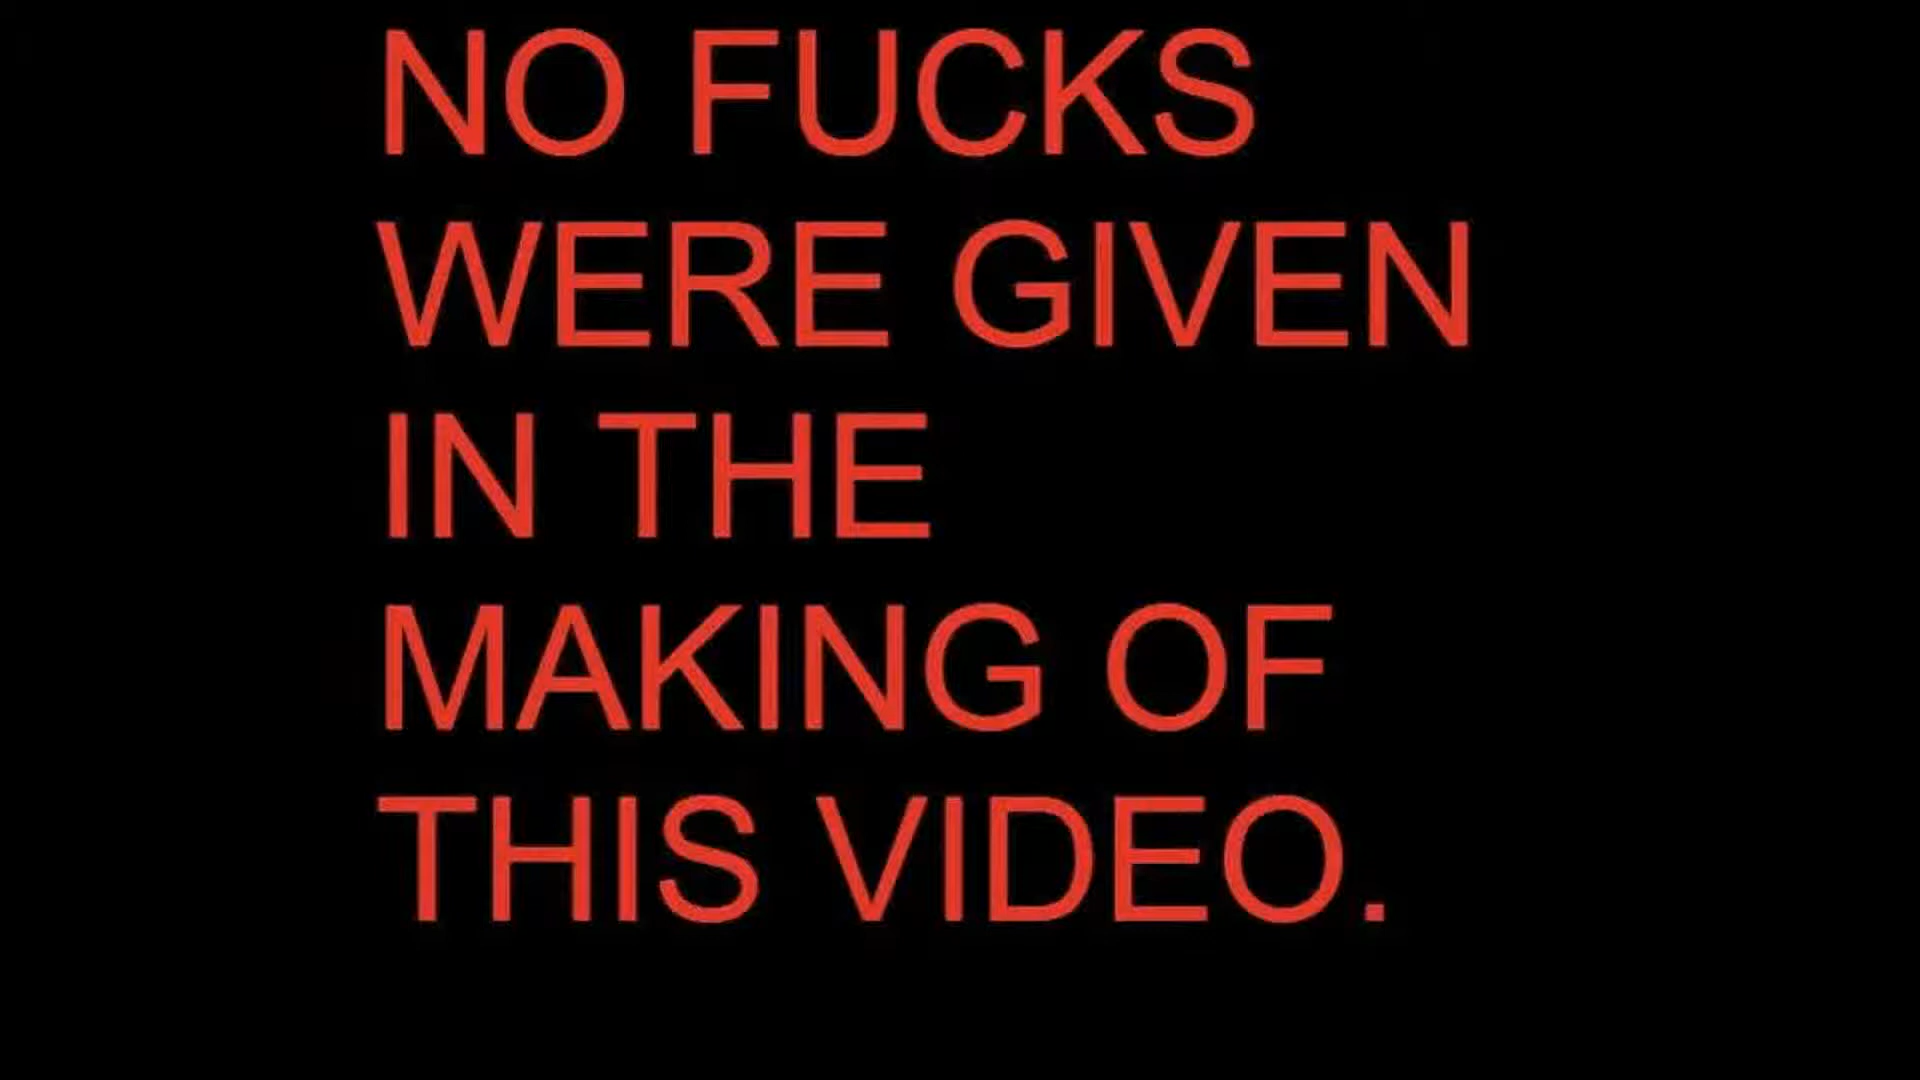 NO FUCKS
WERE GIVEN
IN THE
MAKING OF
THIS VIDEO.